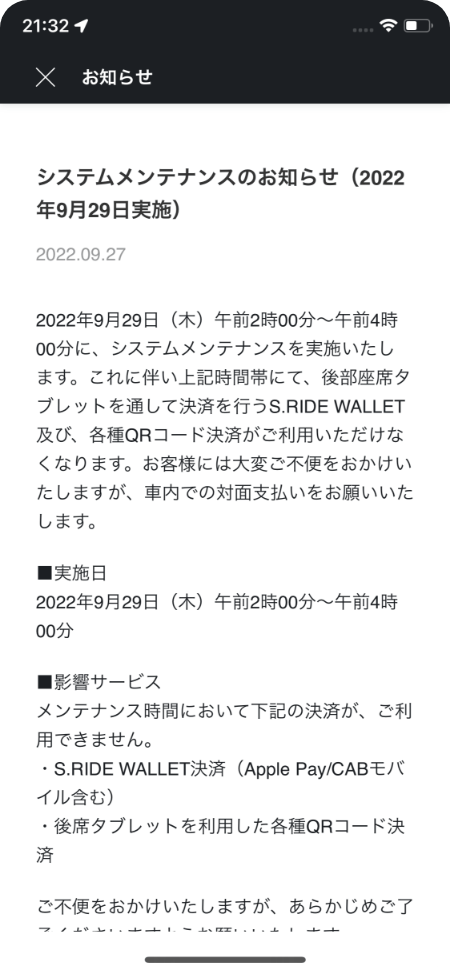 21:32
お知らせ
システムメンテナンスのお知らせ（2022
年9月29日実施）
2022.09.27
2022年9月29日（木）午前2時00分〜午前4時
00分に、システムメンテナンスを実施いたし
ます。これに伴い上記時間帯にて、後部座席タ
ブレットを通して決済を行うS.RIDE WALLET
及び、各種QRコード決済がご利用いただけな
くなります。お客様には大変ご不便をおかけい
たしますが、車内での対面支払いをお願いいた
します。
■実施日
2022年9月29日（木）午前2時00分〜午前4時
00分
■影響サービス
メンテナンス時間において下記の決済が、ご利
用できません。
・S.RIDE WALLET決済（Apple Pay/CABモバ
イル含む）
・後席タブレットを利用した各種QRコード決
済
ご不便をおかけいたしますが、あらかじめご了